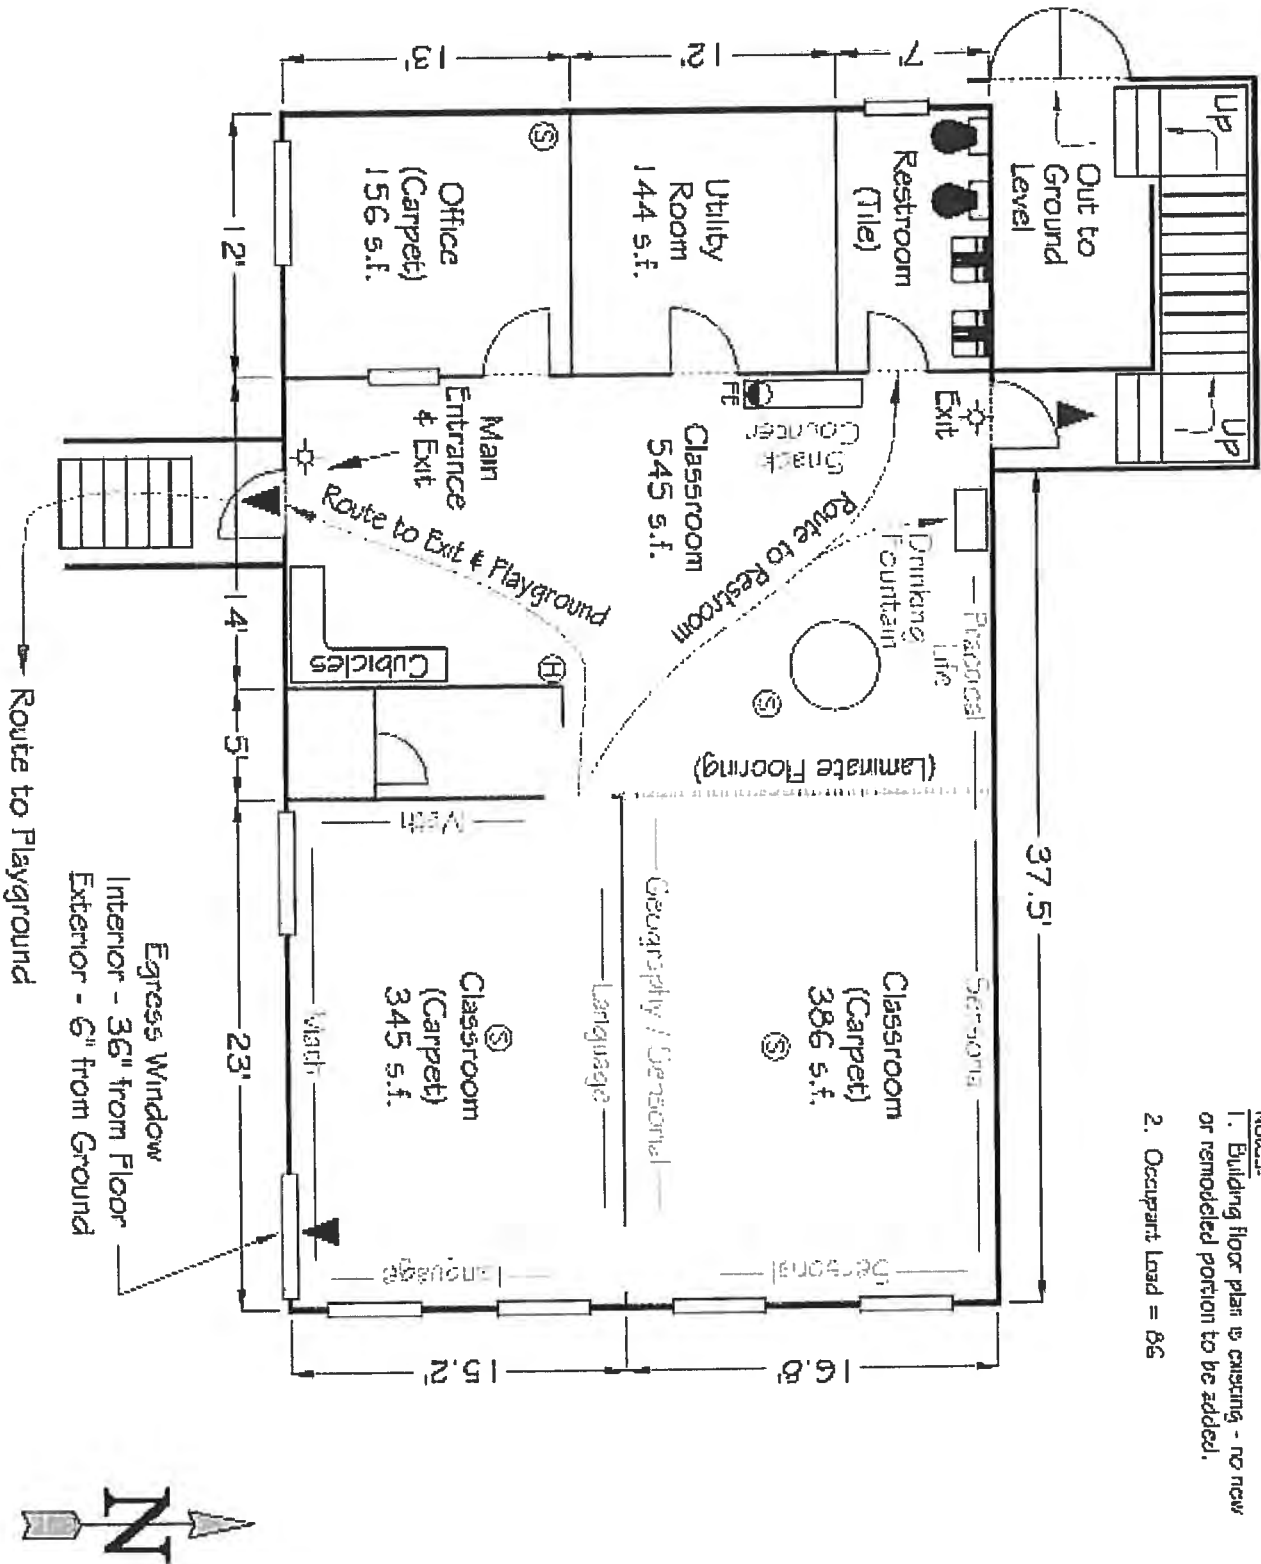 1. Building floor plan is existing - no new
or remodeled portion to be added.
2. Occupant Load = 86
Up
Up
Out to
Ground
Level
Exit
37.5'
7'
12'
13'
Restroom
(Tile)
Utility
Room
144 s.f.
Office
(Carpet)
156 s.f.
S
Drinking
Fountain
Practical
Life
Snack
Counter
FE
Classroom
545 s.f.
Route to Restroom
Main
Entrance
& Exit
Route to Exit & Playground
Cubicles
H
S
(Laminate Flooring)
Sensorial
Classroom
(Carpet)
386 s.f.
S
Geography / Sensorial
Language
Math
Classroom
(Carpet)
345 s.f.
S
Math
Language
16.8'
15.2'
12'
14'
5'
23'
Egress Window
Interior - 36" from Floor
Exterior - 6" from Ground
Route to Playground
N